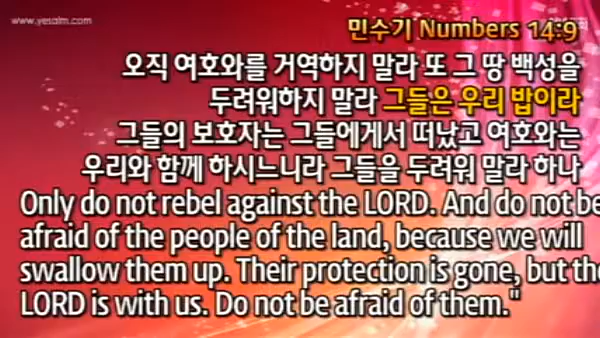 www.yesalm.com
민수기 Numbers 14:9
오직 여호와를 거역하지 말라 또 그 땅 백성을
두려워하지 말라 그들은 우리 밥이라
그들의 보호자는 그들에게서 떠났고 여호와는
우리와 함께 하시느니라 그들을 두려워 말라 하나
Only do not rebel against the LORD. And do not be
afraid of the people of the land, because we will
swallow them up. Their protection is gone, but the
LORD is with us. Do not be afraid of them."